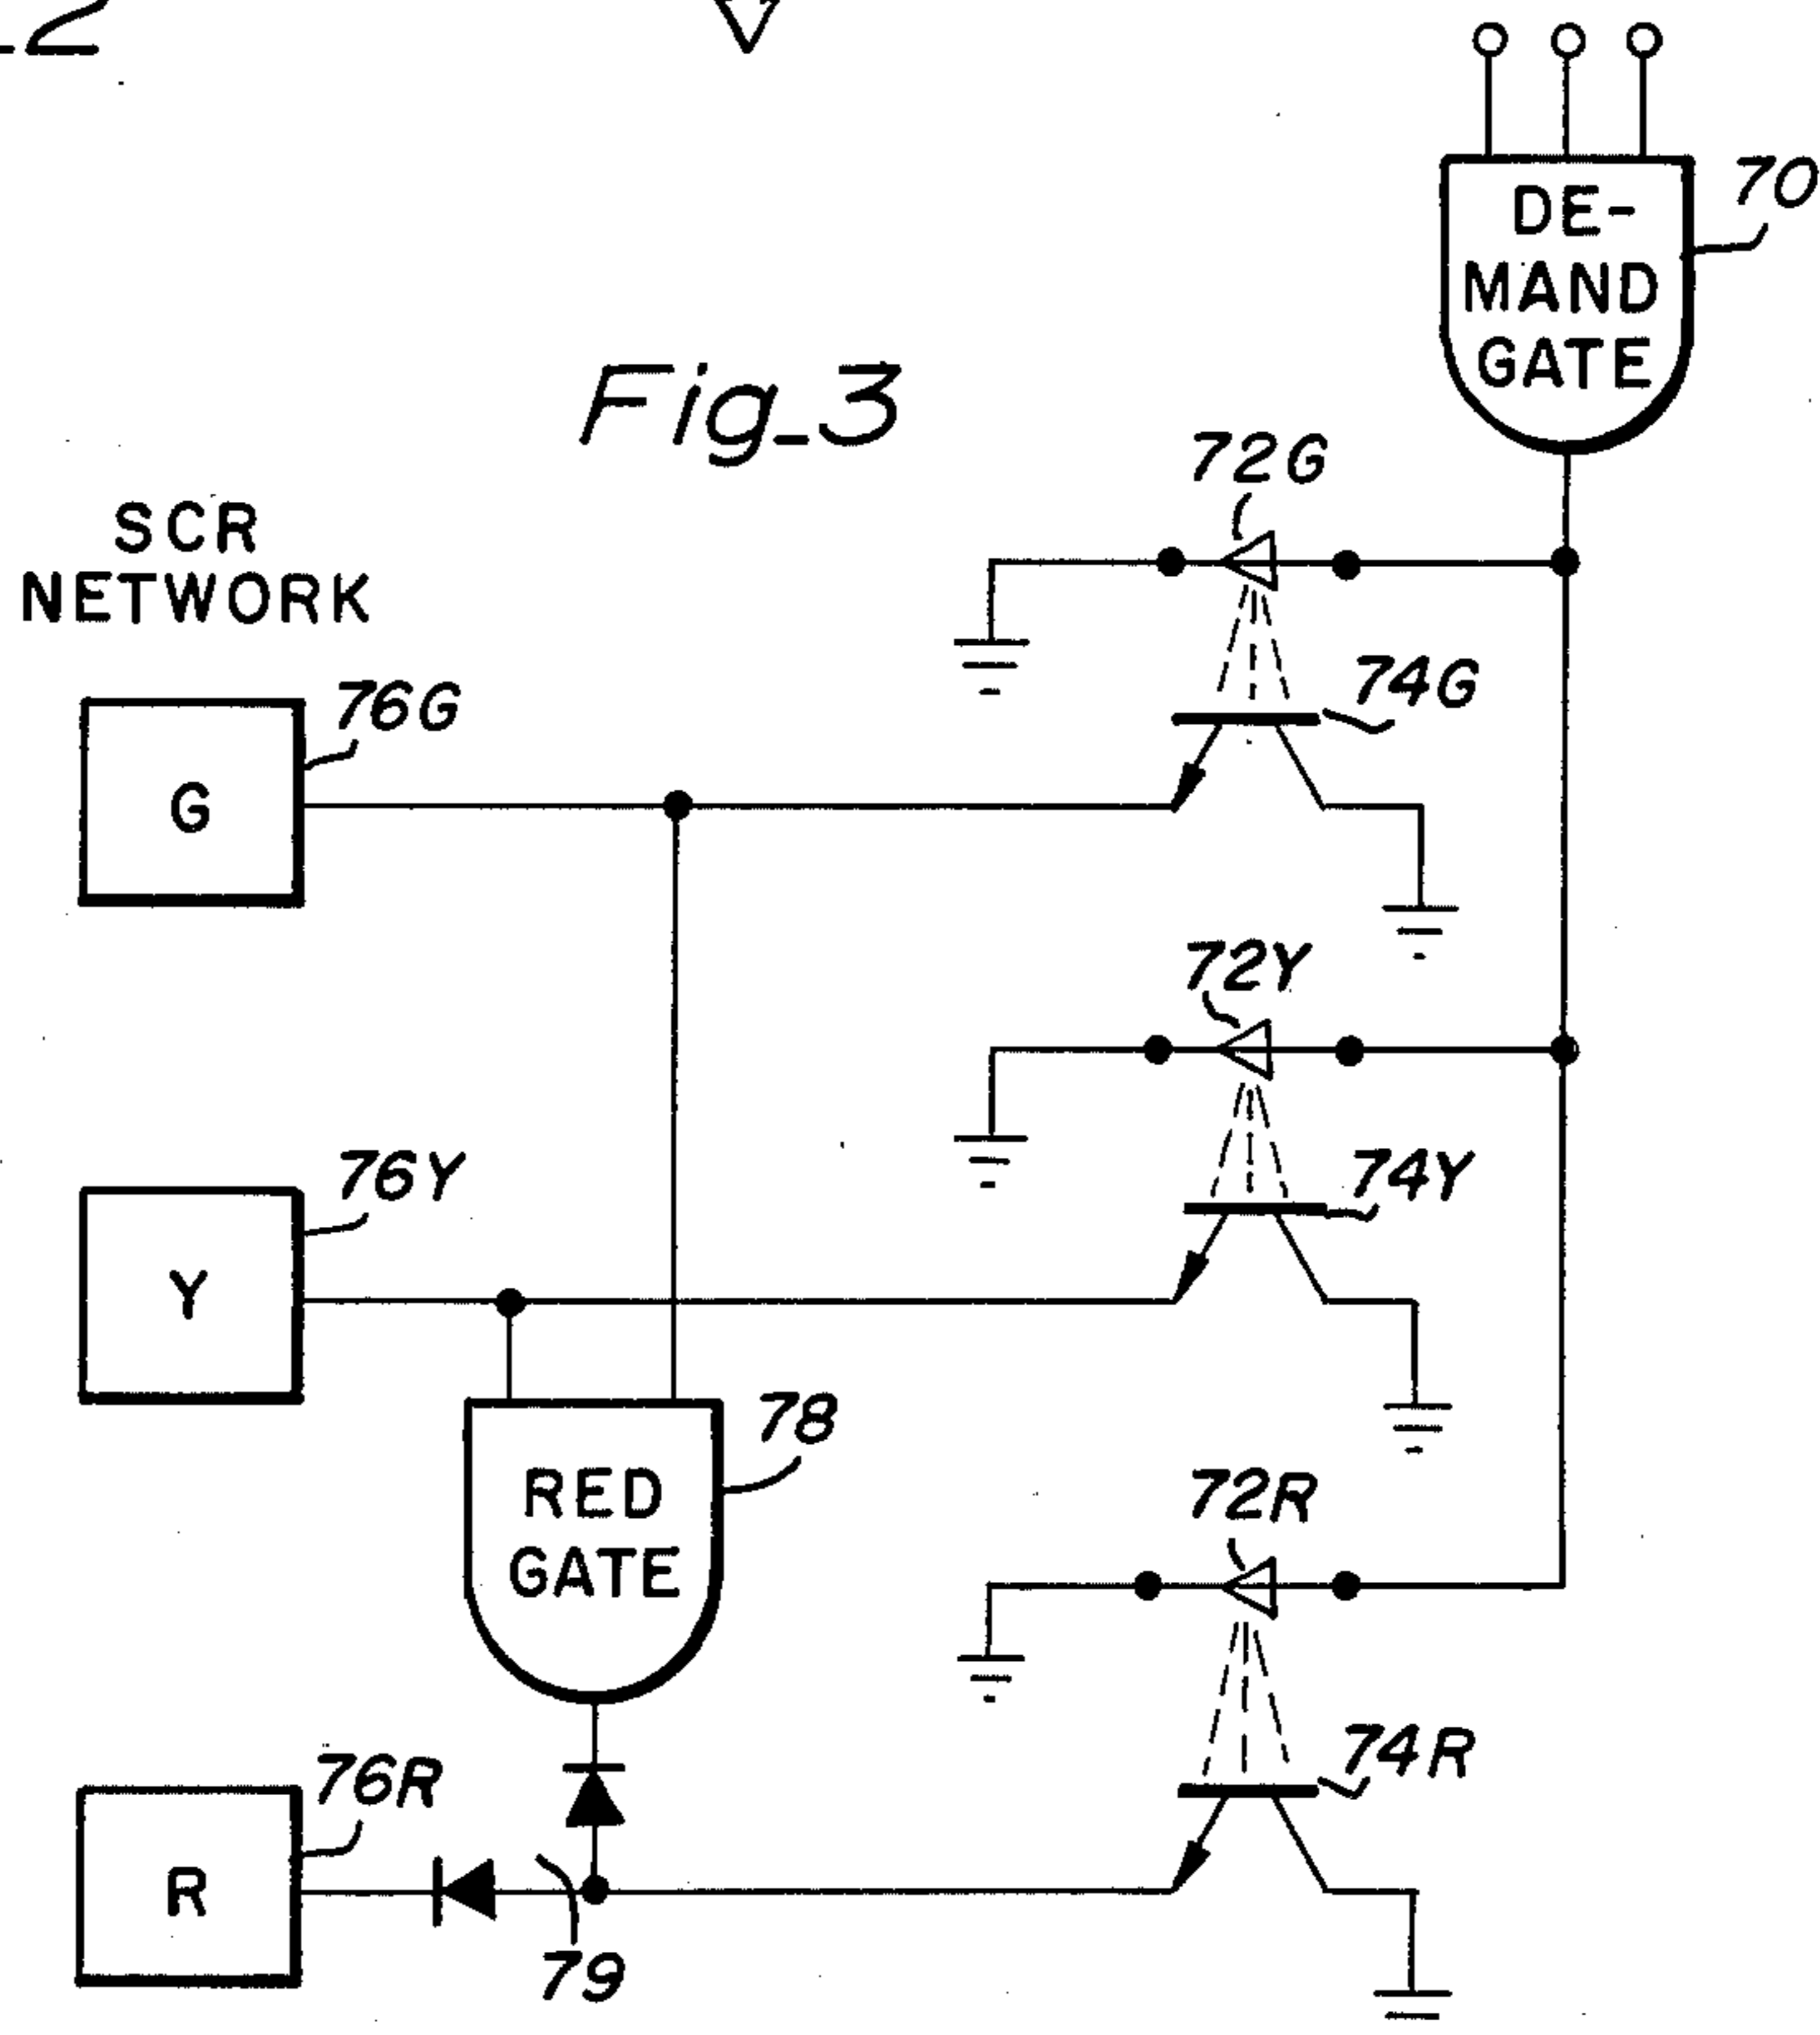 2
70
DE-
MAND
GATE
Fig_3
72G
SCR
NETWORK
74G
76G
G
72Y
76Y
74Y
Y
78
RED
GATE
72R
76R
74R
R
79